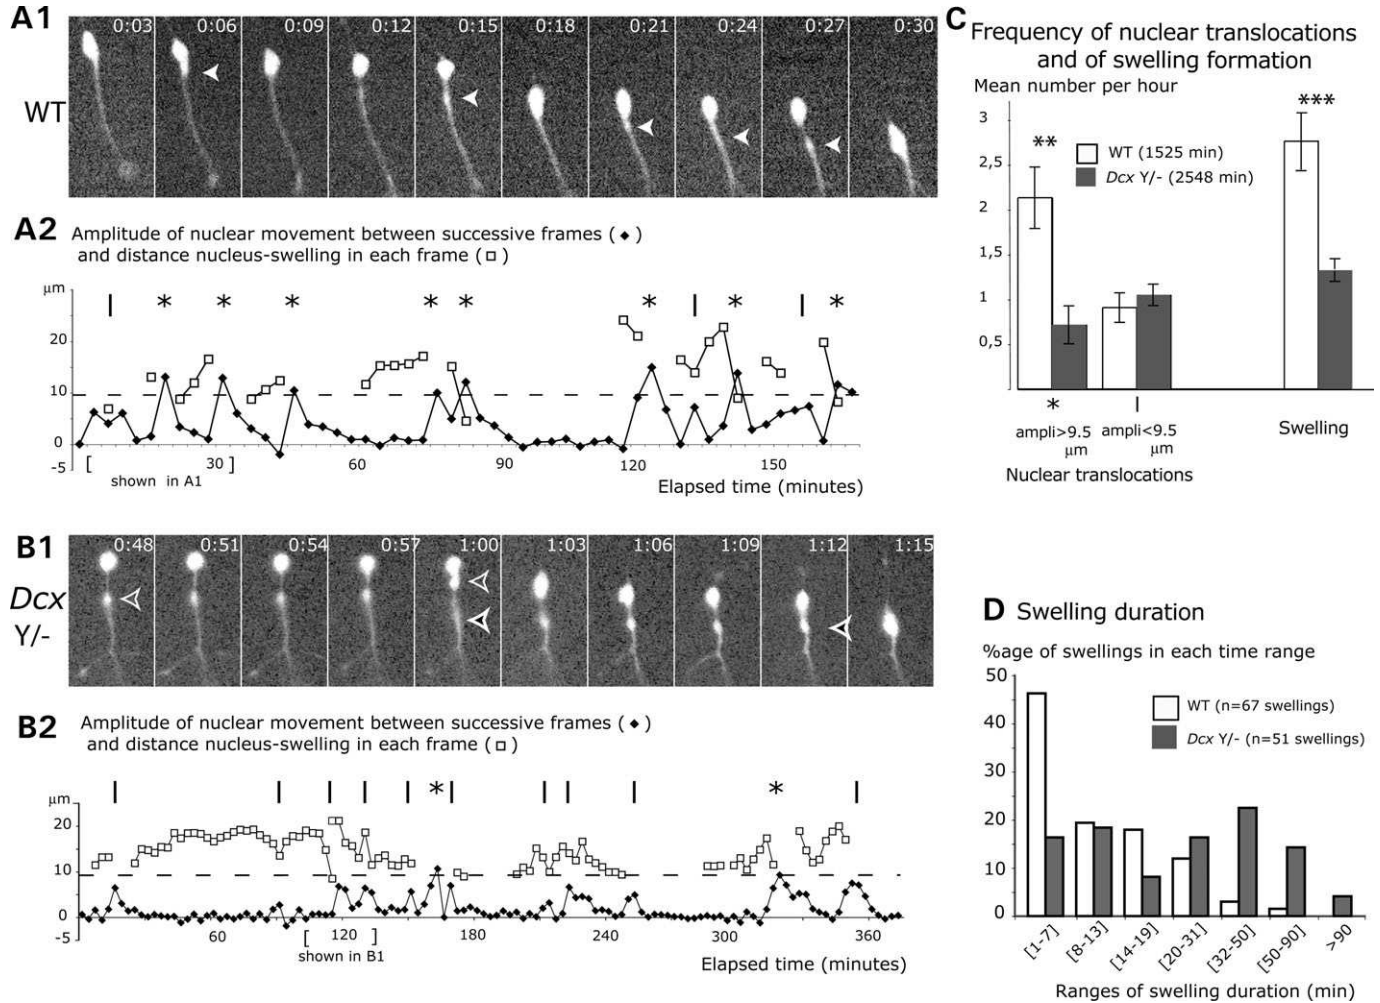 A1
0:03 0:06 0:09 0:12 0:15 0:18 0:21 0:24 0:27 0:30
WT
A2 Amplitude of nuclear movement between successive frames ( ◆ )
and distance nucleus-swelling in each frame ( □ )
µm
| * * * * * * | * | *
20
10
0
-5
30 60 90 120 150
[ ]
shown in A1
Elapsed time (minutes)
B1
0:48 0:51 0:54 0:57 1:00 1:03 1:06 1:09 1:12 1:15
Dcx
Y/-
B2 Amplitude of nuclear movement between successive frames ( ◆ )
and distance nucleus-swelling in each frame ( □ )
µm
| | | | | * | | | | * |
20
10
0
-5
60 120 180 240 300 360
[ ]
shown in B1
Elapsed time (minutes)
C
Frequency of nuclear translocations
and of swelling formation
Mean number per hour
3
2,5
2
1,5
1
0,5
**
***
WT (1525 min)
Dcx Y/- (2548 min)
* |
ampli>9.5
µm
ampli<9.5
µm
Swelling
Nuclear translocations
D Swelling duration
%age of swellings in each time range
50
40
30
20
10
0
WT (n=67 swellings)
Dcx Y/- (n=51 swellings)
[1-7] [8-13] [14-19] [20-31] [32-50] [50-90] >90
Ranges of swelling duration (min)